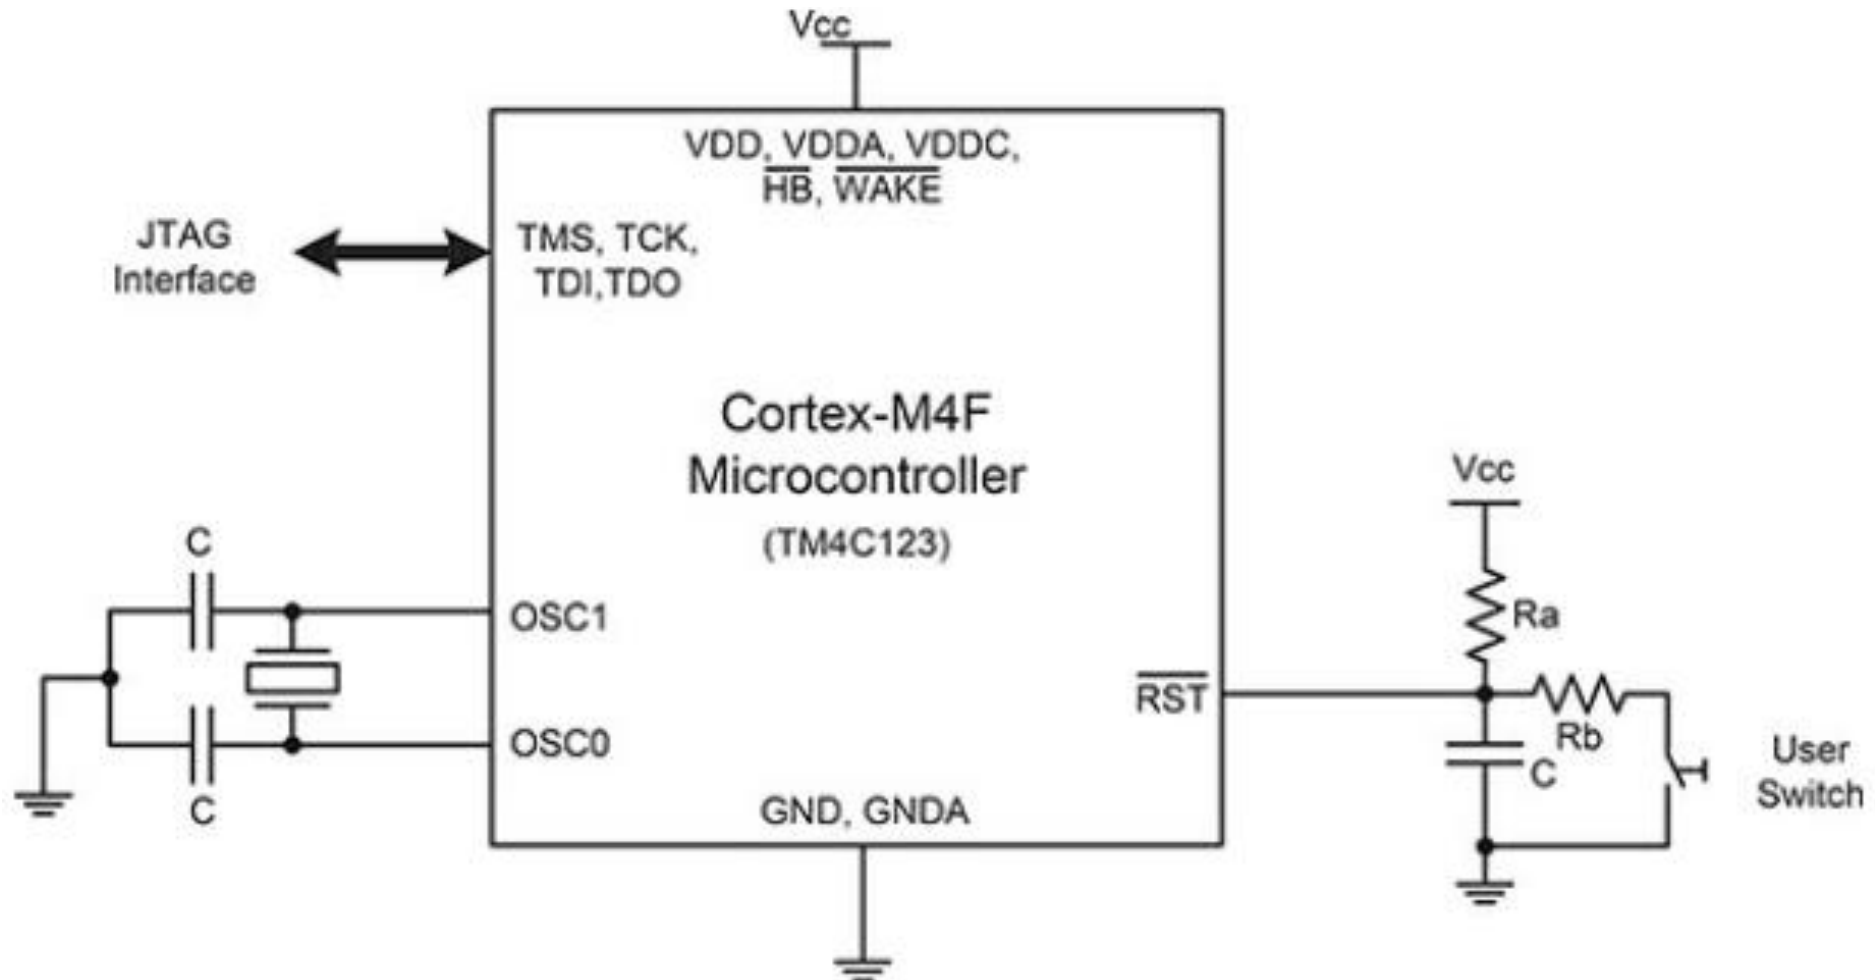 Vcc
VDD, VDDA, VDDC,
HB, WAKE
JTAG
Interface
TMS, TCK,
TDI,TDO
Cortex-M4F
Microcontroller
(TM4C123)
Vcc
Ra
C
OSC1
RST
Rb
C
User
Switch
OSC0
C
GND, GNDA